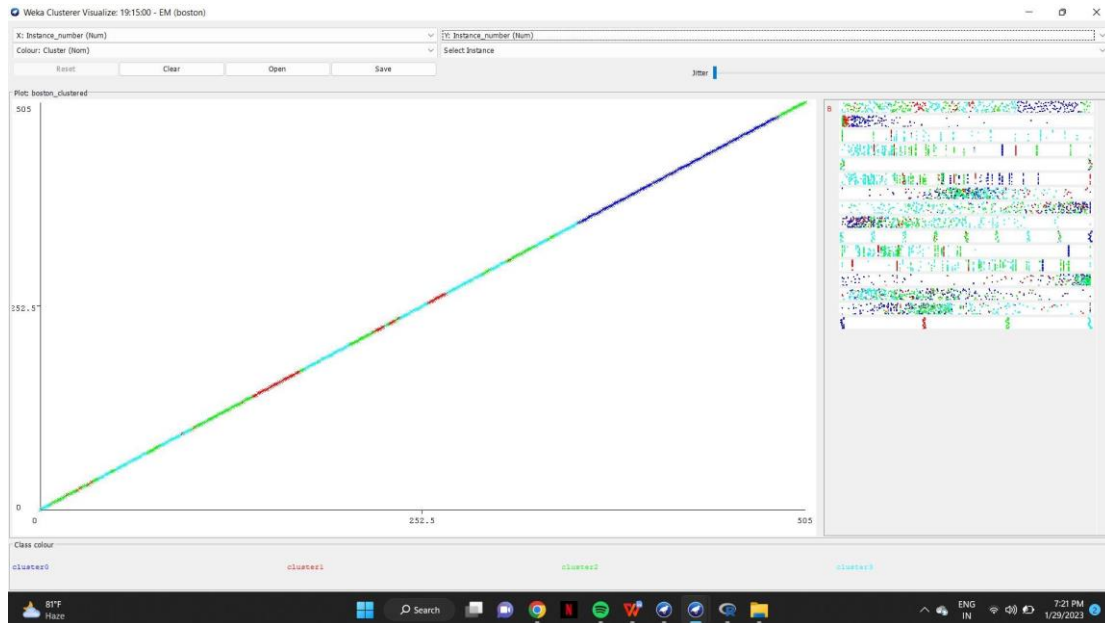 Weka Clusterer Visualize: 19:15:00 - EM (boston)
X: Instance_number (Num) Y: Instance_number (Num)
Colour: Cluster (Nom) Select Instance
Reset Clear Open Save Jitter
Plot: boston_clustered
505
252.5
0
0 252.5 505
Class colour
cluster0 cluster1 cluster2 cluster3
81°F
Haze
Search
ENG
IN
7:21 PM
1/29/2023
2